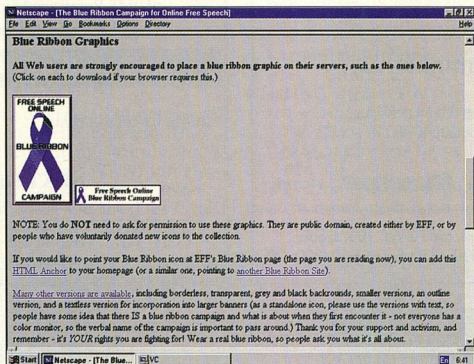 Netscape - [The Blue Ribbon Campaign for Online Free Speech]
File Edit View Go Bookmarks Options Directory Help
Blue Ribbon Graphics
All Web users are strongly encouraged to place a blue ribbon graphic on their servers, such as the ones below.
(Click on each to download if your browser requires this.)
FREE SPEECH
ONLINE
BLUE RIBBON
CAMPAIGN
Free Speech Online
Blue Ribbon Campaign
NOTE: You do NOT need to ask for permission to use these graphics. They are public domain, created either by EFF, or by
people who have voluntarily donated new icons to the collection.
If you would like to point your Blue Ribbon icon at EFF's Blue Ribbon page (the page you are reading now), you can add this
HTML Anchor to your homepage (or a similar one, pointing to another Blue Ribbon Site).
Many other versions are available, including borderless, transparent, grey and black backrounds, smaller versions, an outline
version, and a textless version for incorporation into larger banners (as a standalone icon, please use the versions with text, so
people have some idea that there IS a blue ribbon campaign and what is about when they first encounter it - not everyone has a
color monitor, so the verbal name of the campaign is important to pass around.) Thank you for your support and activism, and
remember - it's YOUR rights you are fighting for! Wear a real blue ribbon, so people ask you what it's all about.
Start Netscape - [The Blue... VC En 6:41